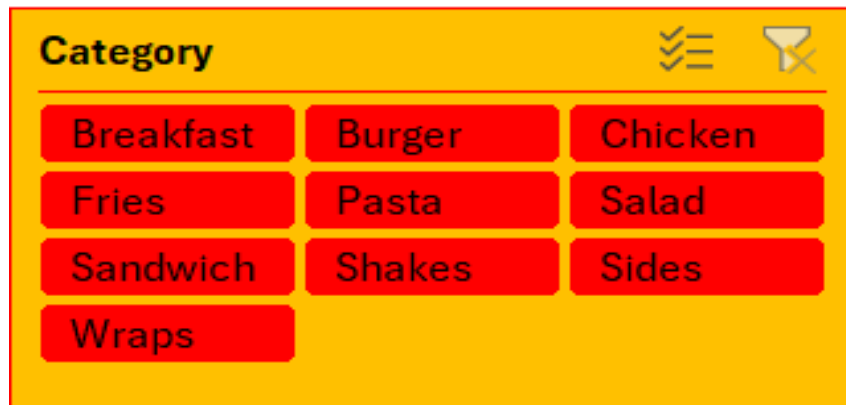 Category
Breakfast Burger Chicken
Fries Pasta Salad
Sandwich Shakes Sides
Wraps